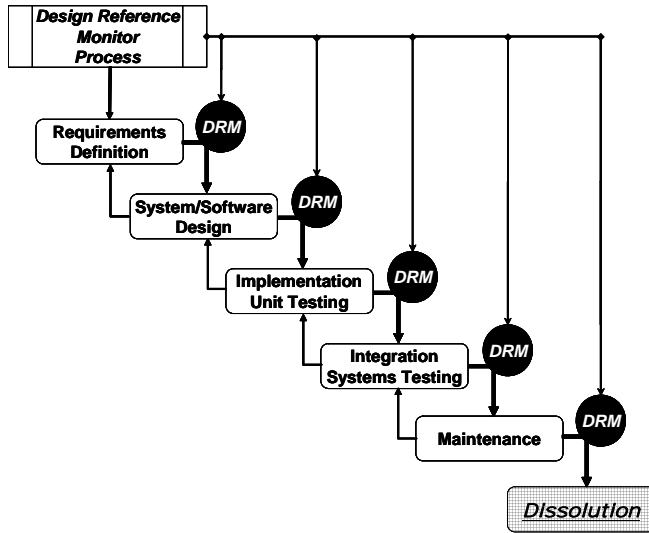 Design Reference
Monitor
Process
DRM
Requirements
Definition
DRM
System/Software
Design
DRM
Implementation
Unit Testing
DRM
Integration
Systems Testing
DRM
Maintenance
Dissolution